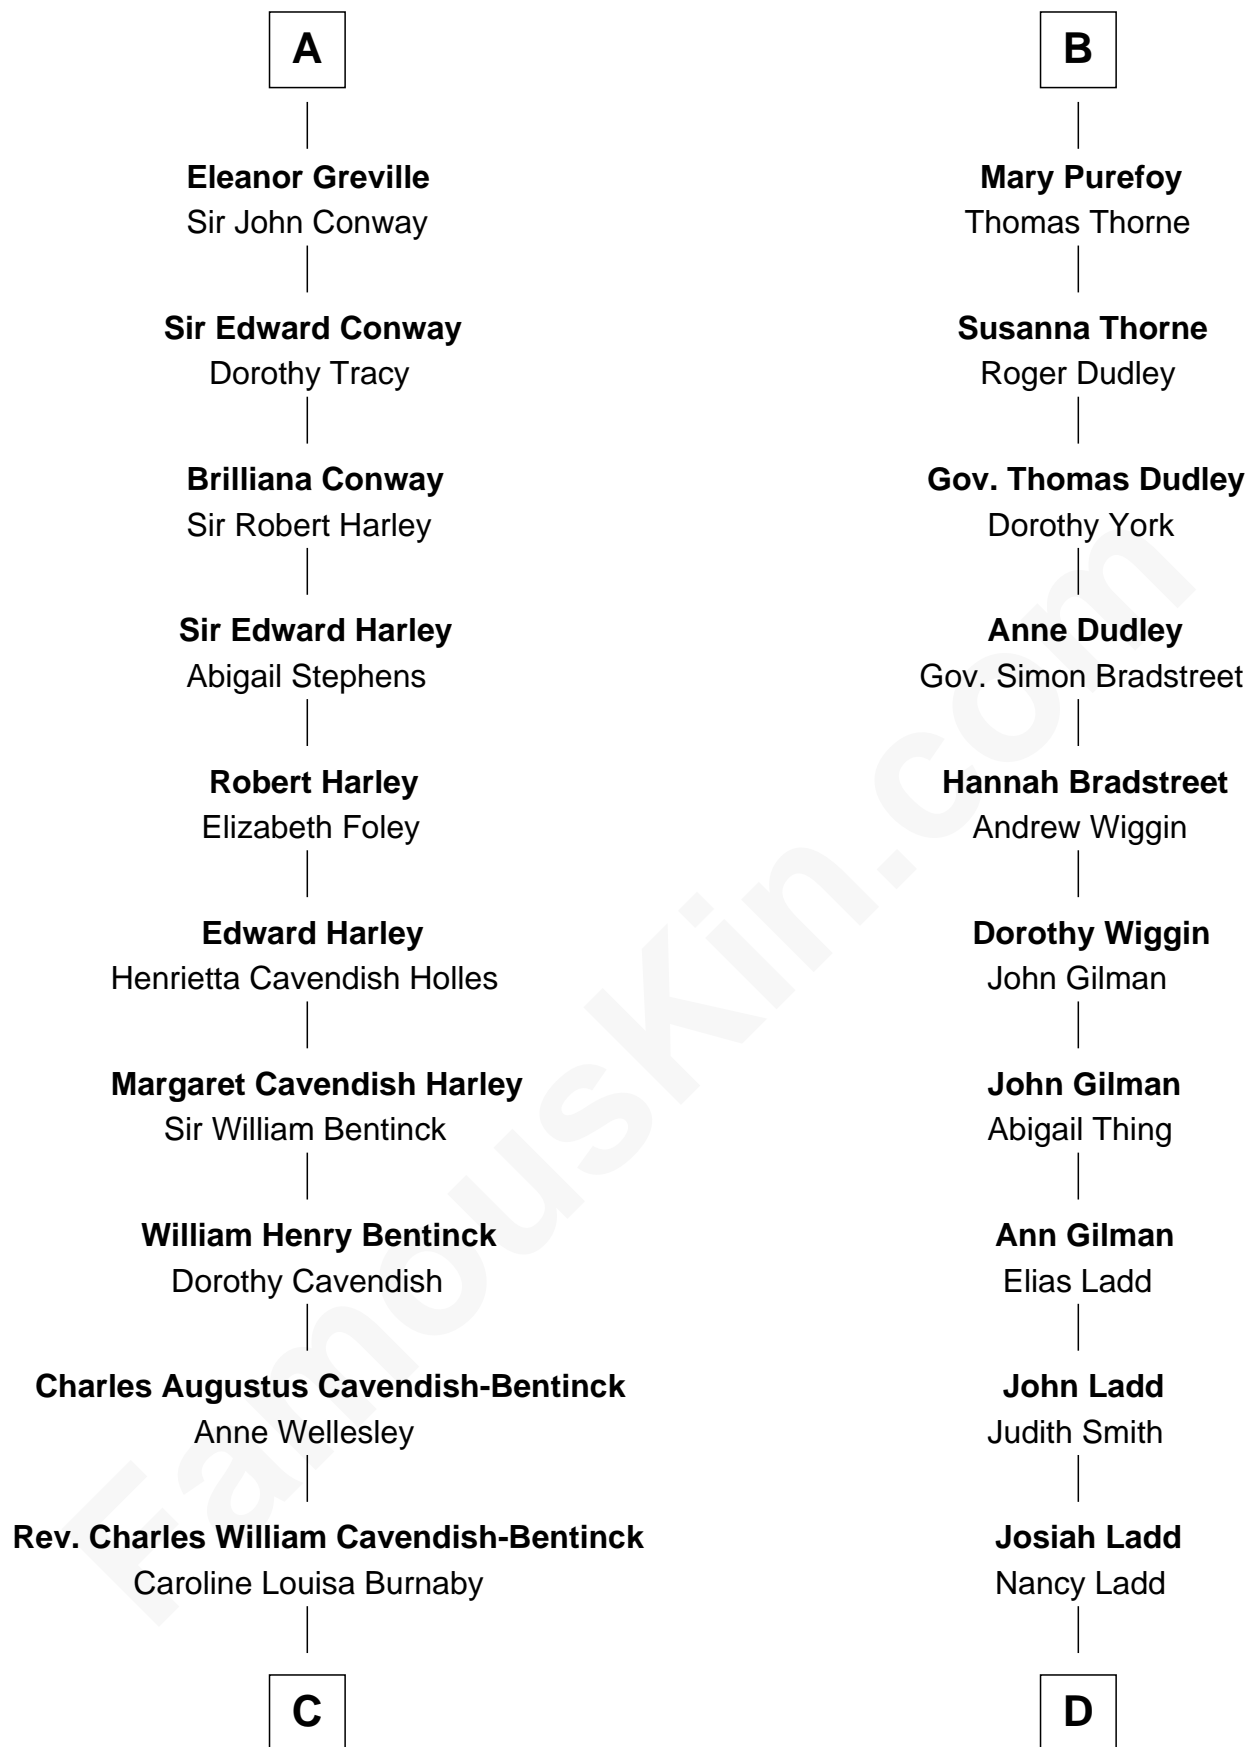 A
Eleanor Greville
Sir John Conway
Sir Edward Conway
Dorothy Tracy
Brilliana Conway
Sir Robert Harley
Sir Edward Harley
Abigail Stephens
Robert Harley
Elizabeth Foley
Edward Harley
Henrietta Cavendish Holles
Margaret Cavendish Harley
Sir William Bentinck
William Henry Bentinck
Dorothy Cavendish
Charles Augustus Cavendish-Bentinck
Anne Wellesley
Rev. Charles William Cavendish-Bentinck
Caroline Louisa Burnaby
C
B
Mary Purefoy
Thomas Thorne
Susanna Thorne
Roger Dudley
Gov. Thomas Dudley
Dorothy York
Anne Dudley
Gov. Simon Bradstreet
Hannah Bradstreet
Andrew Wiggin
Dorothy Wiggin
John Gilman
John Gilman
Abigail Thing
Ann Gilman
Elias Ladd
John Ladd
Judith Smith
Josiah Ladd
Nancy Ladd
D
FamousKin.com